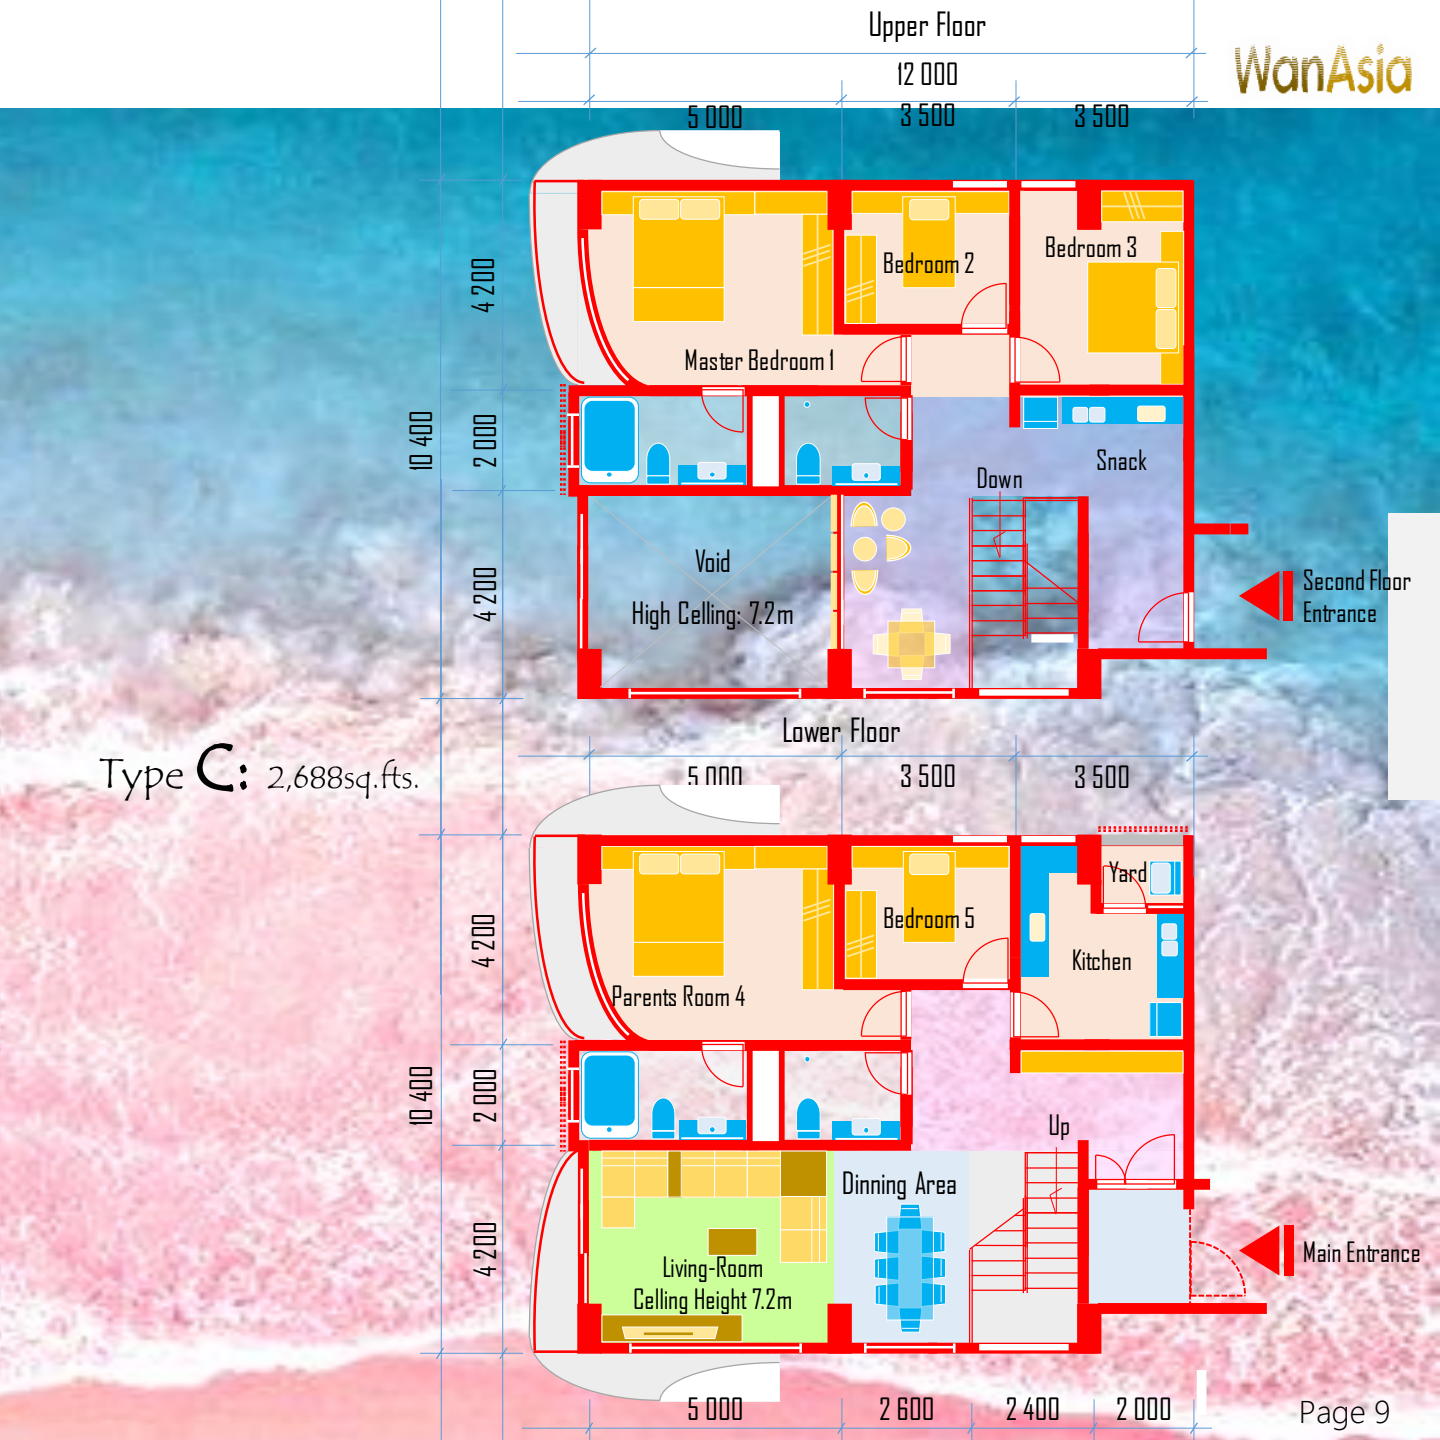 Upper Floor
WanAsia
12 000
5 000
3 500
3 500
4 200
Bedroom 2
Bedroom 3
Master Bedroom 1
10 400
2 000
Snack
Down
4 200
Void
High Celling: 7.2m
Second Floor
Entrance
Lower Floor
Type C: 2,688sq.fts.
5 000
3 500
3 500
Yard
4 200
Bedroom 5
Kitchen
Parents Room 4
10 400
2 000
Up
Dinning Area
4 200
Living-Room
Celling Height 7.2m
Main Entrance
5 000
2 600
2 400
2 000
Page 9